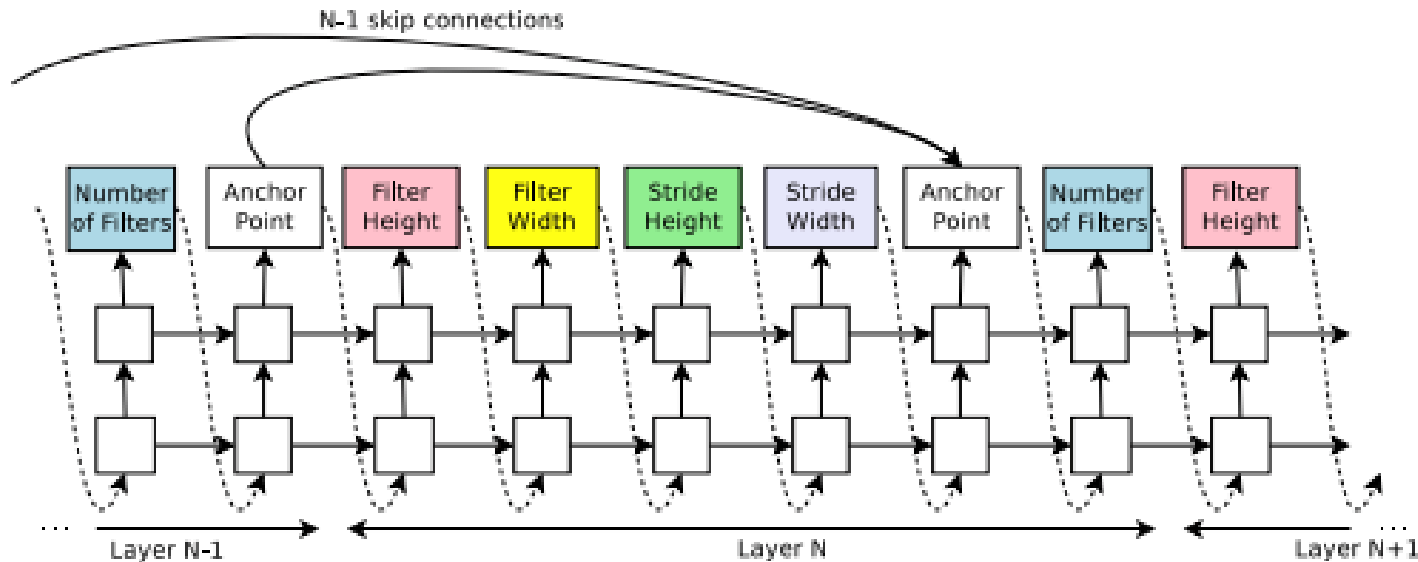 N-1 skip connections
Number
of Filters
Anchor
Point
Filter
Height
Filter
Width
Stride
Height
Stride
Width
Anchor
Point
Number
of Filters
Filter
Height
... Layer N-1
Layer N
Layer N+1 ...